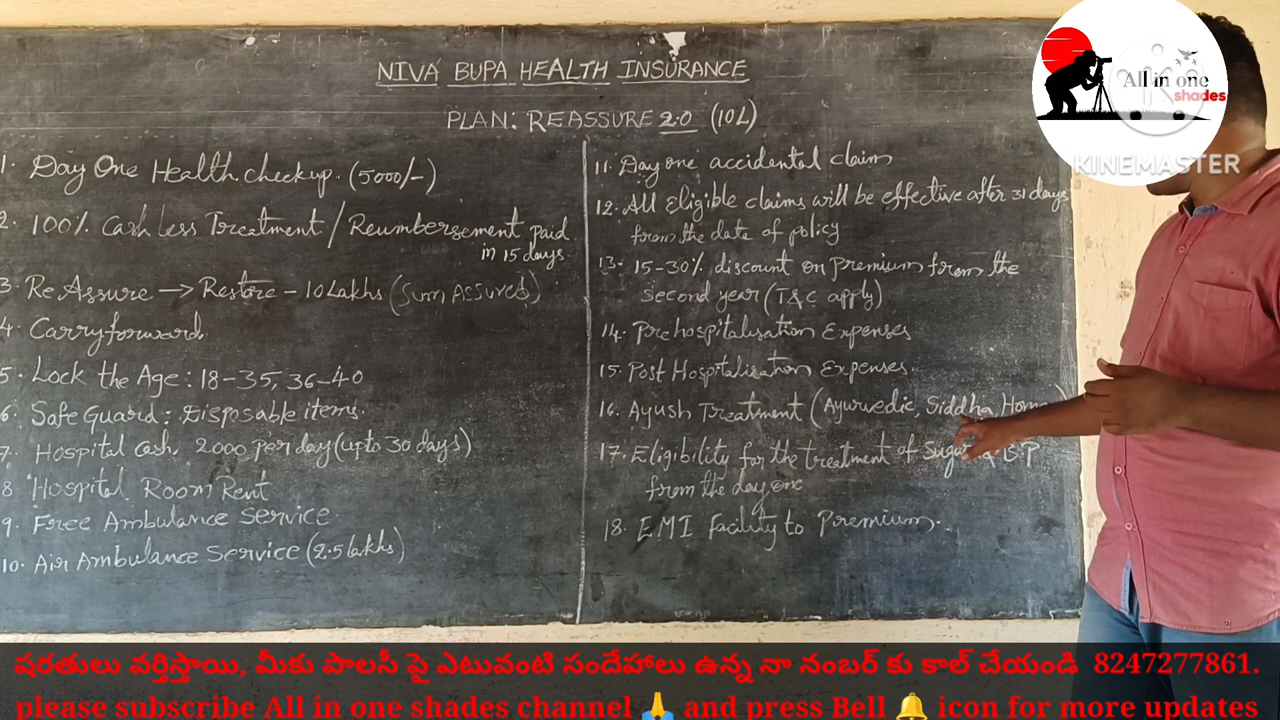 NIVA BUPA HEALTH INSURANCE
PLAN: REASSURE 2.0 (10L)
1. Day One Health checkup. (5000/-)
2. 100% Cash less Treatment / Reumbersement paid
in 15 days
3 Re Assure → Restore - 10 Lakhs (Sum Assured)
4. Carryforward.
5. Lock the Age: 18-35, 36-40
6. Safe Guard: Disposable items.
7. Hospital cash. 2000 per day (upto 30 days)
8 Hospital Room Rent
9. Free Ambulance Service
10. Air Ambulance Service (2.5 lakhs)
11. Day one accidental claim
12. All Eligible claims will be effective after 31 days
from the date of policy
13. 15-30% discount on premium from the
second year (T&C apply)
14. Pre hospitalisation Expenses
15. Post Hospitalisation Expenses.
16. Ayush Treatment (Ayurvedic, Siddha,
17. Eligibility for the treatment of Sugar & B.P
from the day one
18. EMI facility to Premium.
All in one
shades
KINEMASTER
షరతులు వర్తిస్తాయి, మీకు పాలసీ పై ఎటువంటి సందేహాలు ఉన్న నా నంబర్ కు కాల్ చేయండి 8247277861.
please subscribe All in one shades channel 🙏 and press Bell 🔔 icon for more updates